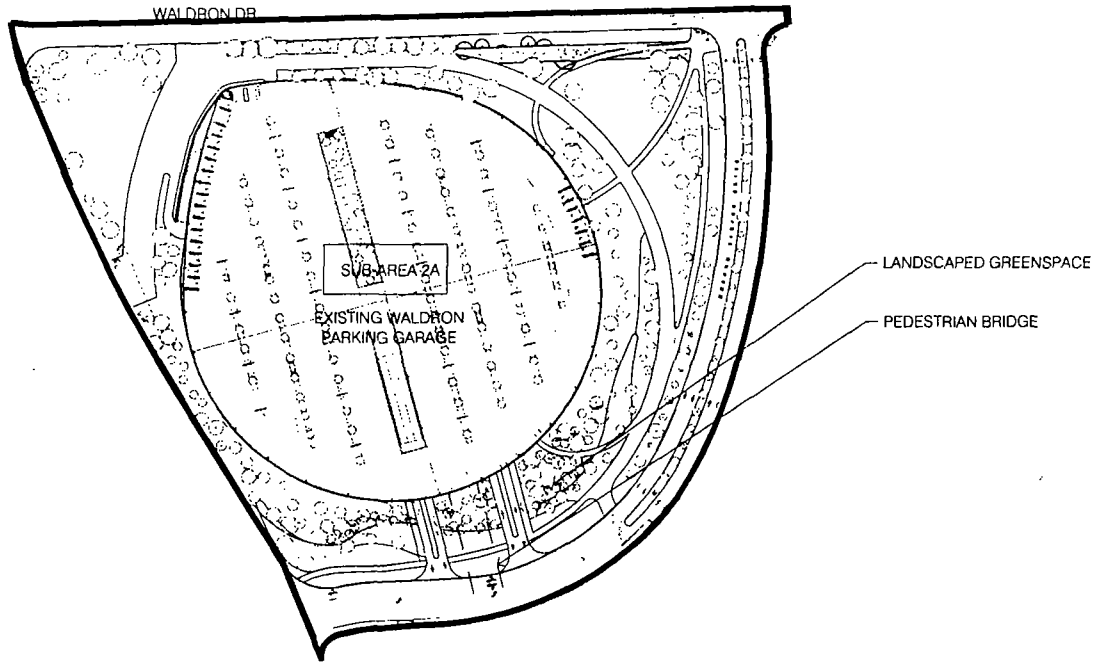 WALDRON DR.
LANDSCAPED GREENSPACE
SUB-AREA 2A
PEDESTRIAN BRIDGE
EXISTING WALDRON
PARKING GARAGE